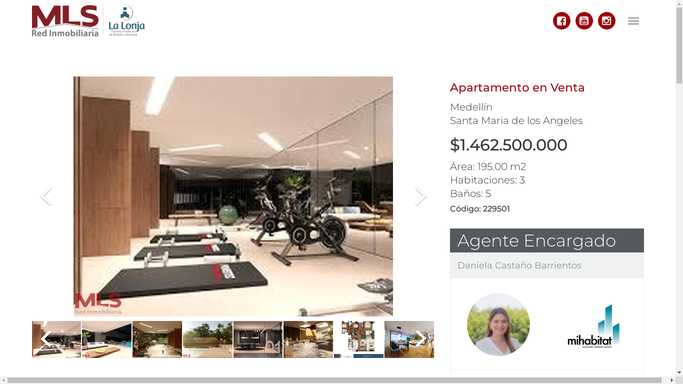 MLS
Red Inmobiliaria
La Lonja
Apartamento en Venta
Medellín
Santa Maria de los Angeles
$1.462.500.000
Área: 195.00 m2
Habitaciones: 3
Baños: 5
Código: 229501
Agente Encargado
Daniela Castaño Barrientos
MLS
Red Inmobiliaria
mihabitat